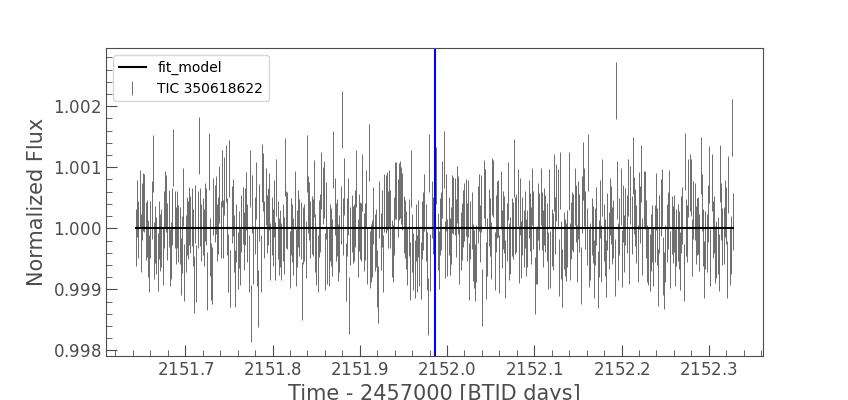 fit_model
TIC 350618622
1.002
1.001
1.000
0.999
0.998
Normalized Flux
2151.7 2151.8 2151.9 2152.0 2152.1 2152.2 2152.3
Time - 2457000 [BTJD days]